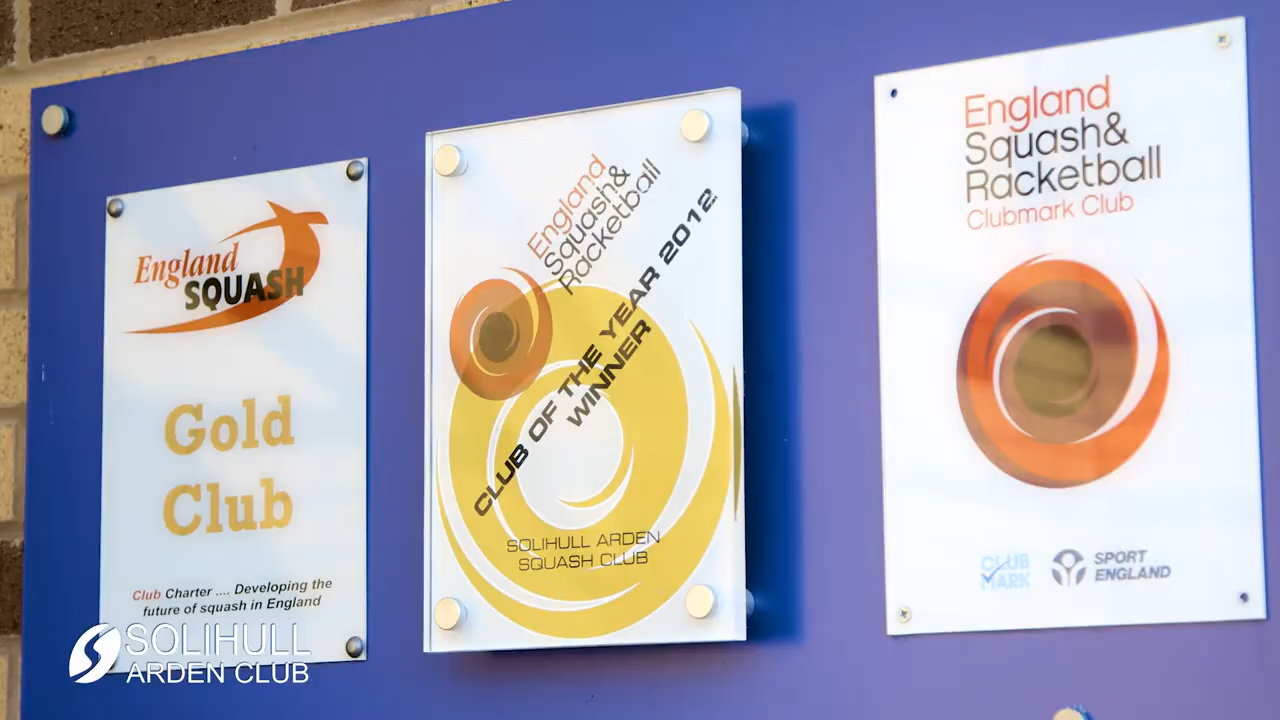 England
SQUASH
Gold
Club
Club Charter .... Developing the
future of squash in England
England
Squash&
Racketball
CLUB OF THE YEAR 2012
WINNER
SOLIHULL ARDEN
SQUASH CLUB
England
Squash&
Racketball
Clubmark Club
CLUB
MARK
SPORT
ENGLAND
SOLIHULL
ARDEN CLUB